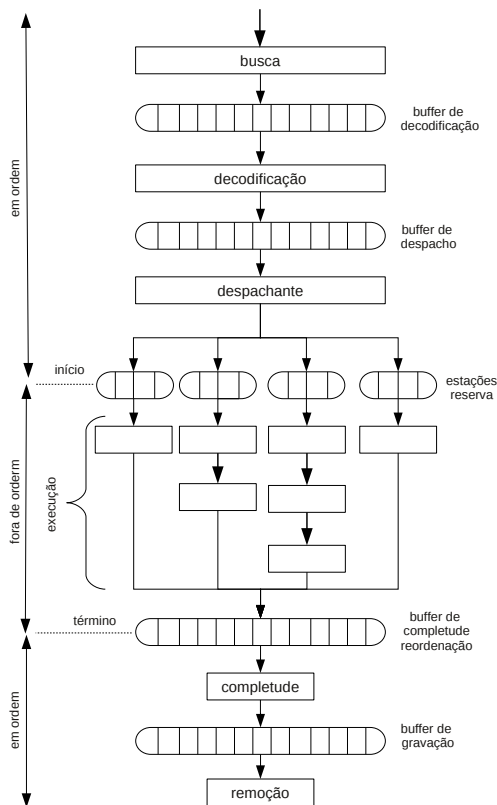 busca
buffer de
decodificação
em ordem
decodificação
buffer de
despacho
despachante
início
estações
reserva
fora de orderm
execução
término
buffer de
completude
reordenação
completude
em ordem
buffer de
gravação
remoção